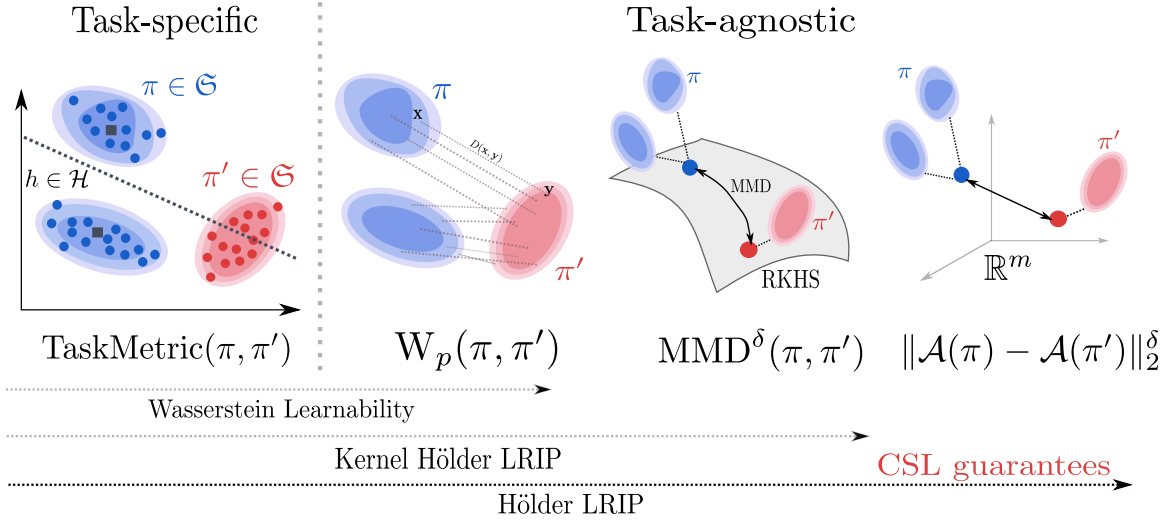 Task-specific
Task-agnostic
π ∈ 𝔖
h ∈ ℋ
π′ ∈ 𝔖
π
x
D(x,y)
y
π′
π
MMD
π′
RKHS
π
π′
ℝ^m
TaskMetric(π, π′)
W_p(π, π′)
MMD^δ(π, π′)
‖𝒜(π) − 𝒜(π′)‖_2^δ
Wasserstein Learnability
Kernel Hölder LRIP
CSL guarantees
Hölder LRIP